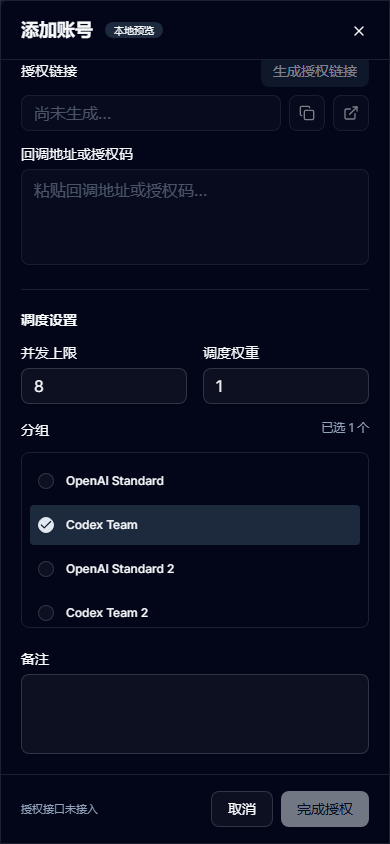 添加账号 本地预览
授权链接 生成授权链接
尚未生成...
回调地址或授权码
粘贴回调地址或授权码...
调度设置
并发上限 调度权重
8 1
分组 已选 1 个
OpenAI Standard
Codex Team
OpenAI Standard 2
Codex Team 2
备注
授权接口未接入 取消 完成授权